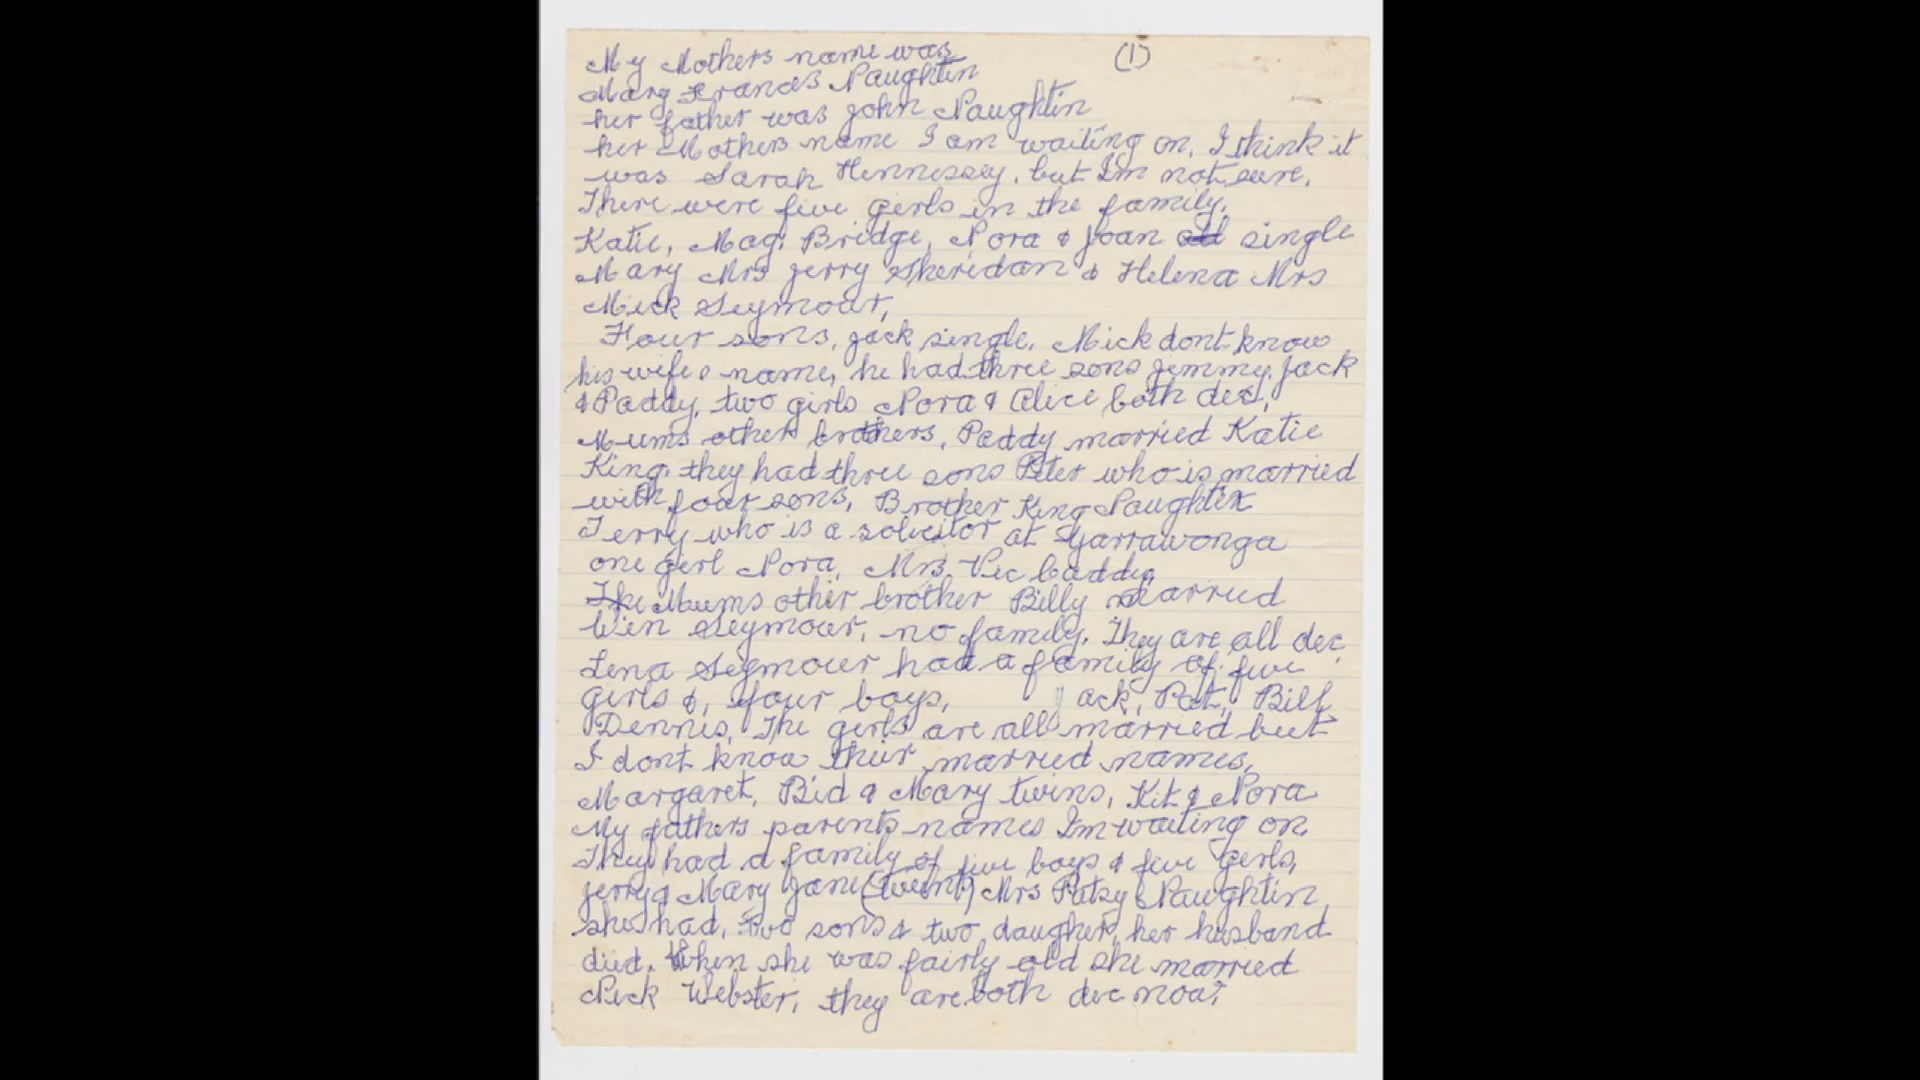 (1)
My Mothers name was
Mary Frances Naughtin
her father was John Naughtin
her Mothers name I am waiting on. I think it
was Sarah Hennessey. but Im not sure.
There were five girls in the family.
Katie, Mag. Bridge, Nora & Joan all single
Mary Mrs Jerry Sheridan & Helena Mrs
Mick Seymour,
Four sons, Jack single. Mick dont know
his wifes name, he had three sons Jimmy, Jack
& Paddy, two girls Nora & Alice both dec,
Mums other brothers, Paddy married Katie
King. they had three sons Peter who is married
with four sons, Brother King Naughtin
Terry who is a solicitor at Yarrawonga
one girl Nora, Mrs. Vic Caddy,
The Mums other brother Billy married
Win Seymour, no family. They are all dec.
Lena Seymour had a family of five
girls &, four boys, Jack, Pat, Bill
Dennis, The girls are all married but
I dont know their married names,
Margaret, Bid & Mary twins, Kit & Nora
My fathers parents names Im waiting on.
They had a family of five boys & five girls,
Jerry & Mary Jane (twins) Mrs Patsy Naughtin
she had, two sons & two daughter, her husband
died. When she was fairly old she married
Nick Webster, they are both dec now.